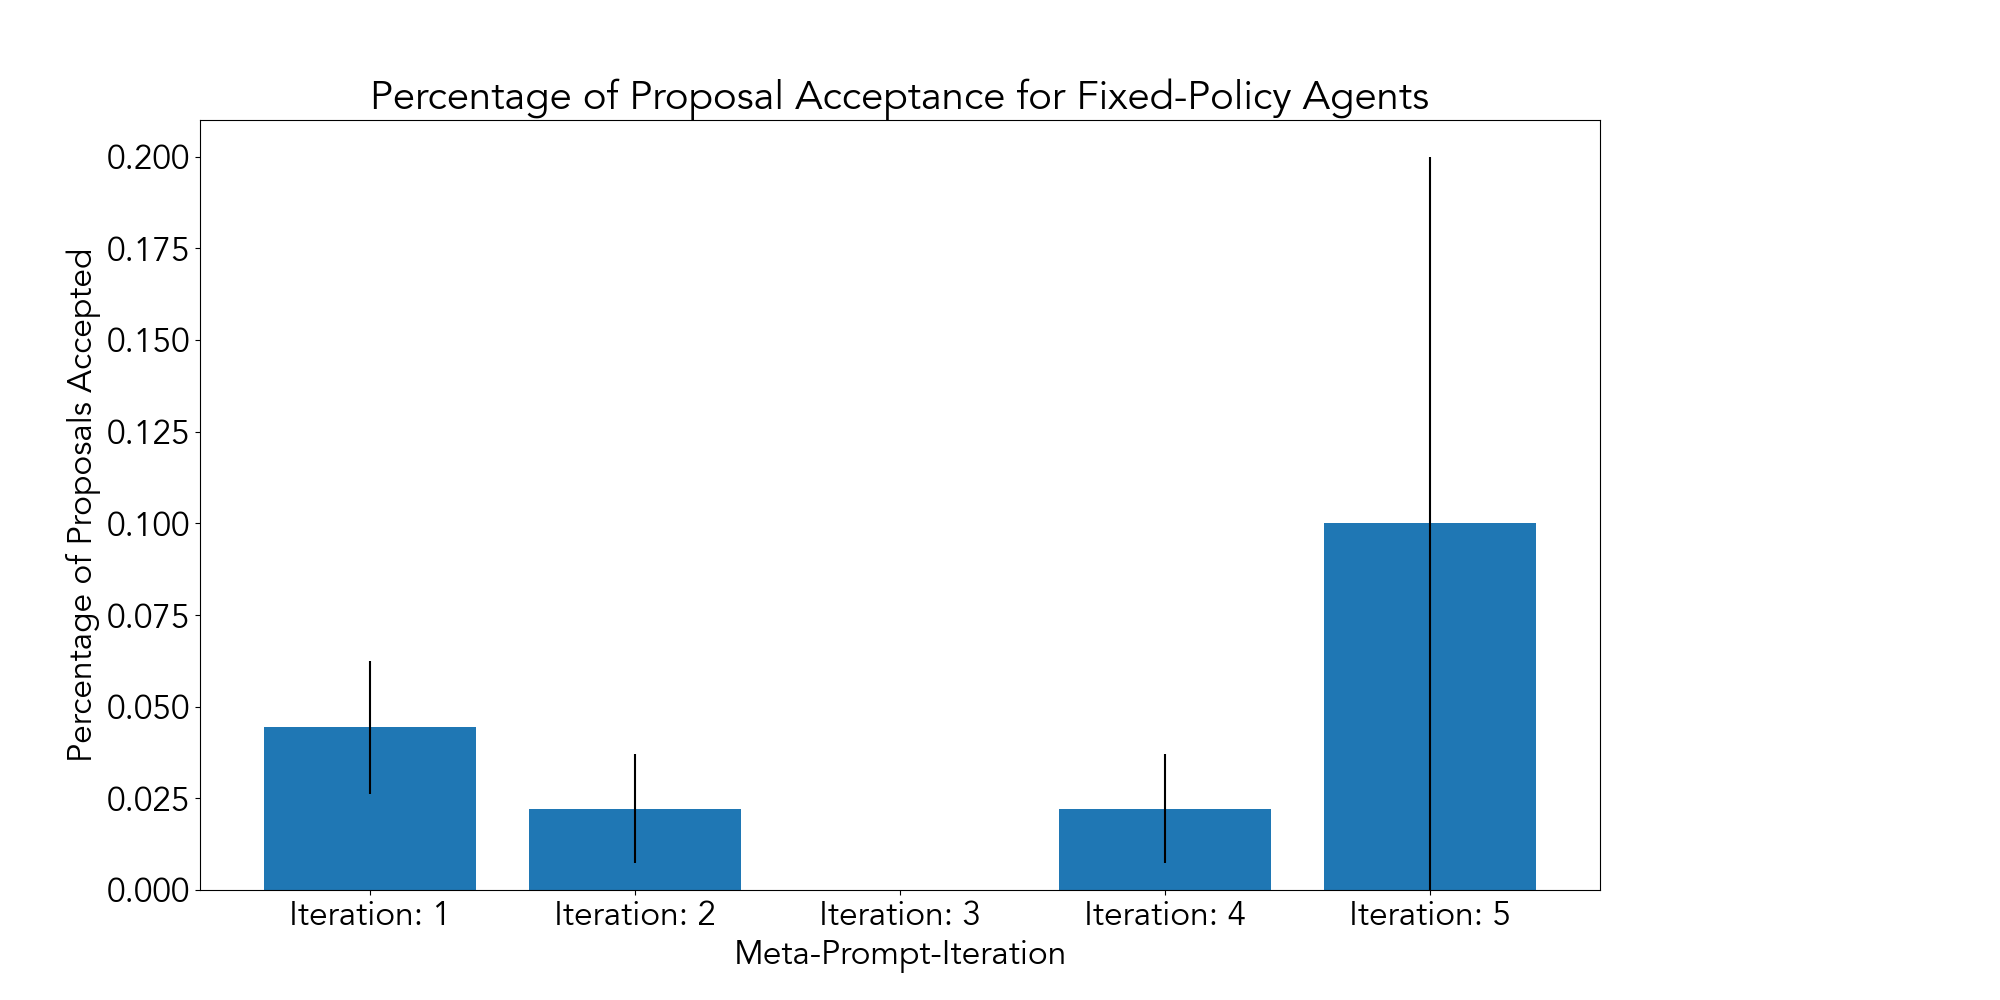 Percentage of Proposal Acceptance for Fixed-Policy Agents
Percentage of Proposals Accepted
0.200
0.175
0.150
0.125
0.100
0.075
0.050
0.025
0.000
Iteration: 1
Iteration: 2
Iteration: 3
Iteration: 4
Iteration: 5
Meta-Prompt-Iteration